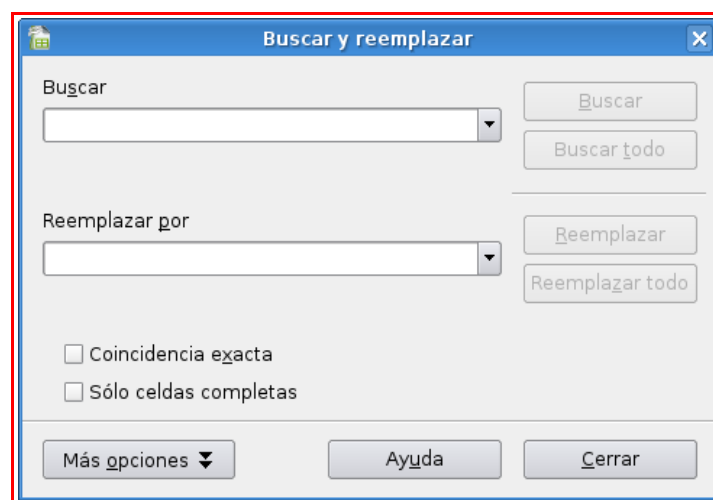 Buscar y reemplazar
Buscar
Buscar
Buscar todo
Reemplazar por
Reemplazar
Reemplazar todo
Coincidencia exacta
Sólo celdas completas
Más opciones
Ayuda
Cerrar